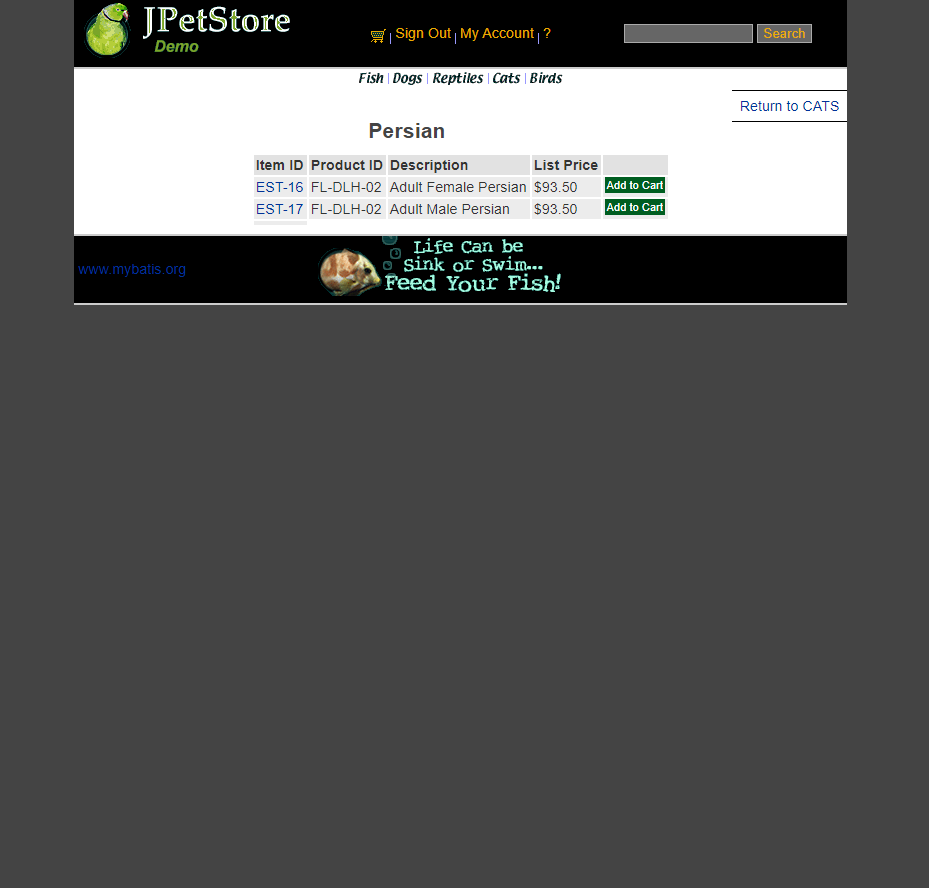 JPetStore
Demo
Sign Out My Account ?
Search
Fish Dogs Reptiles Cats Birds
Return to CATS
Persian
Item ID Product ID Description List Price
EST-16 FL-DLH-02 Adult Female Persian $93.50 Add to Cart
EST-17 FL-DLH-02 Adult Male Persian $93.50 Add to Cart
www.mybatis.org
Life Can be
Sink or Swim...
Feed Your Fish!